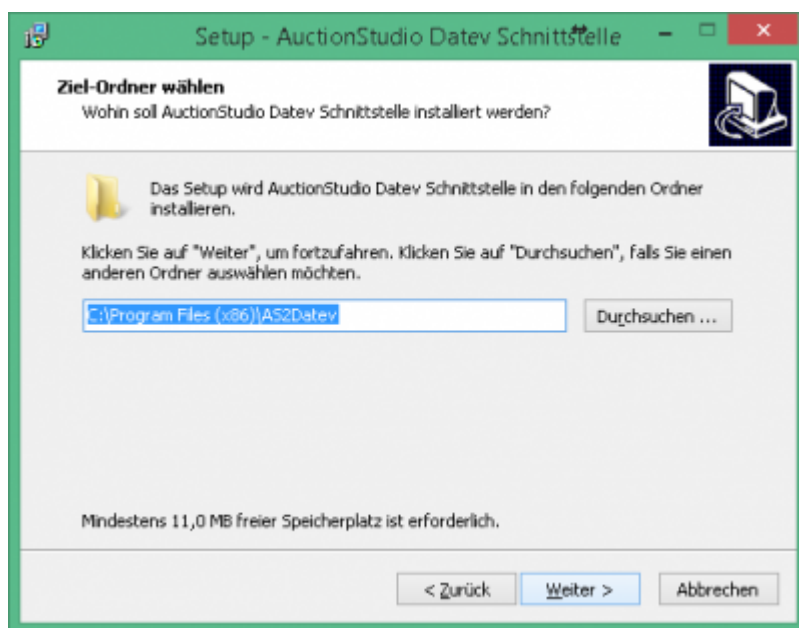 Setup - AuctionStudio Datev Schnittstelle
Ziel-Ordner wählen
Wohin soll AuctionStudio Datev Schnittstelle installiert werden?
Das Setup wird AuctionStudio Datev Schnittstelle in den folgenden Ordner
installieren.
Klicken Sie auf "Weiter", um fortzufahren. Klicken Sie auf "Durchsuchen", falls Sie einen
anderen Ordner auswählen möchten.
C:\Program Files (x86)\AS2Datev
Durchsuchen ...
Mindestens 11,0 MB freier Speicherplatz ist erforderlich.
< Zurück
Weiter >
Abbrechen